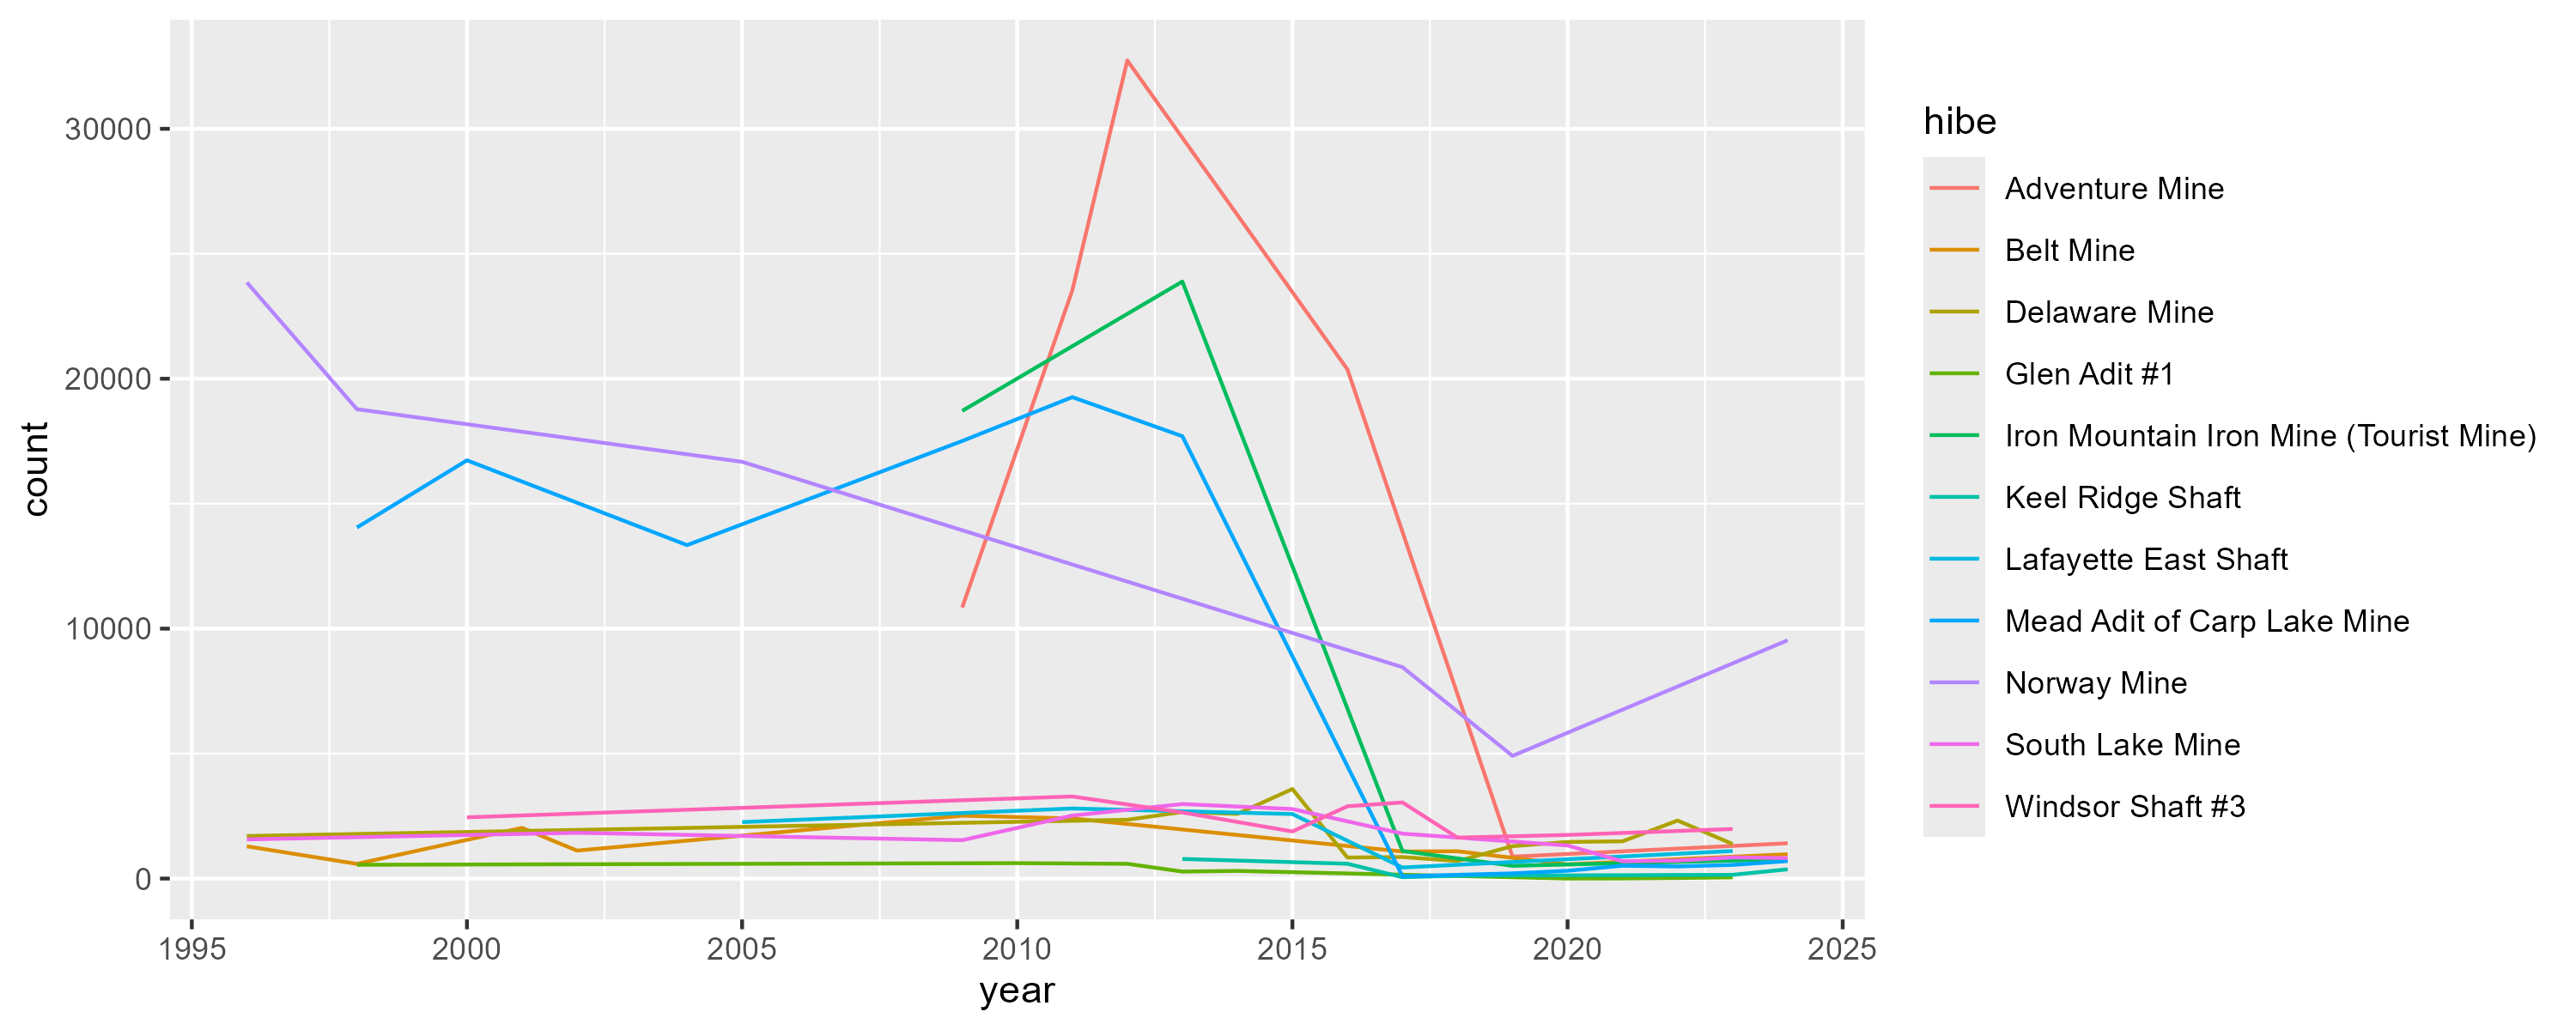 30000
20000
10000
0
count
1995 2000 2005 2010 2015 2020 2025
year
hibe
Adventure Mine
Belt Mine
Delaware Mine
Glen Adit #1
Iron Mountain Iron Mine (Tourist Mine)
Keel Ridge Shaft
Lafayette East Shaft
Mead Adit of Carp Lake Mine
Norway Mine
South Lake Mine
Windsor Shaft #3